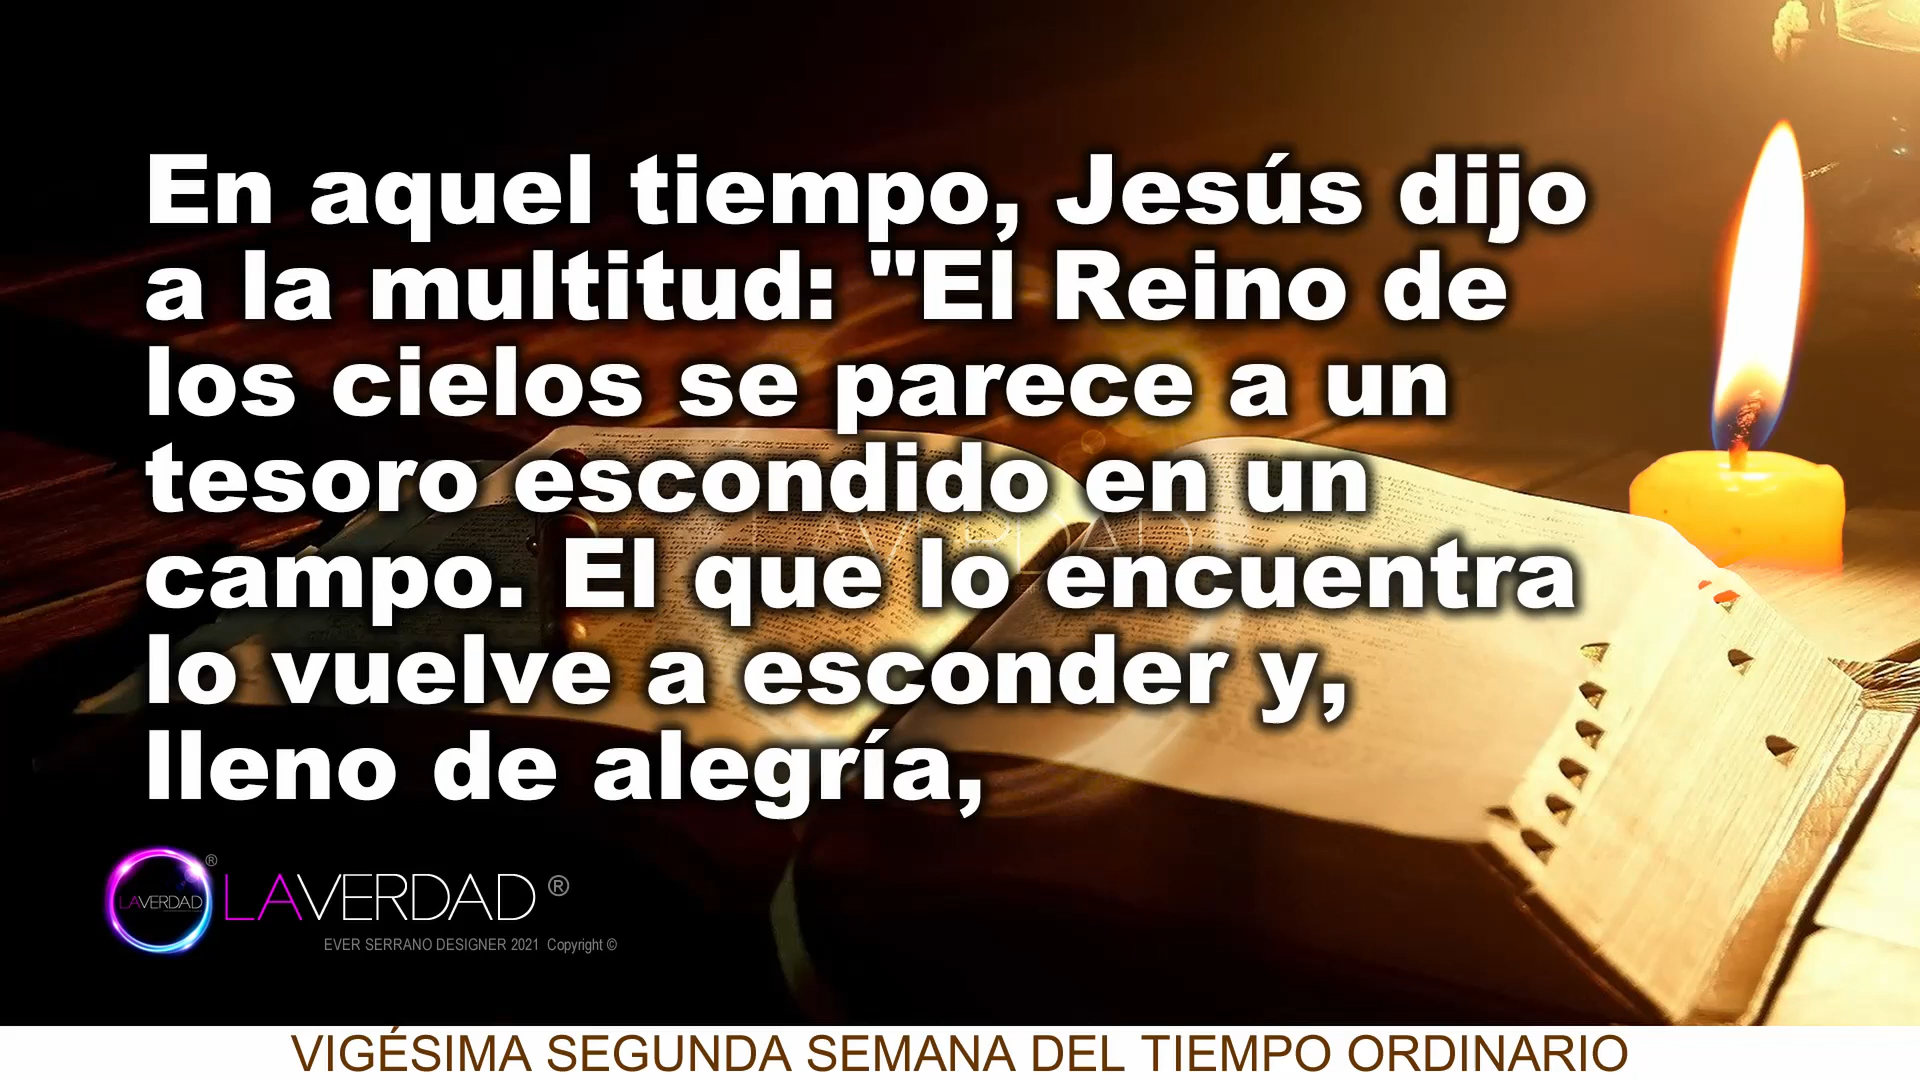 En aquel tiempo, Jesús dijo
a la multitud: "El Reino de
los cielos se parece a un
tesoro escondido en un
campo. El que lo encuentra
lo vuelve a esconder y,
lleno de alegría,
LAVERDAD
LAVERDAD ®
LAVERDAD ®
EVER SERRANO DESIGNER 2021 Copyright ©
VIGÉSIMA SEGUNDA SEMANA DEL TIEMPO ORDINARIO